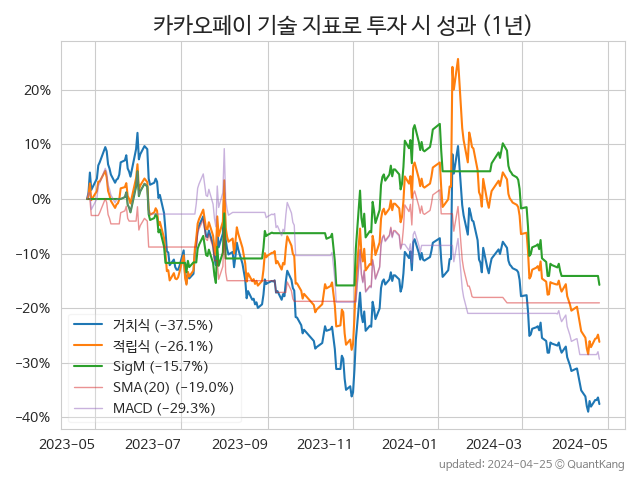 카카오페이 기술 지표로 투자 시 성과 (1년)
20%
10%
0%
−10%
−20%
−30%
−40%
거치식 (−37.5%)
적립식 (−26.1%)
SigM (−15.7%)
SMA(20) (−19.0%)
MACD (−29.3%)
2023-05 2023-07 2023-09 2023-11 2024-01 2024-03 2024-05
updated: 2024-04-25 ⓒ QuantKang